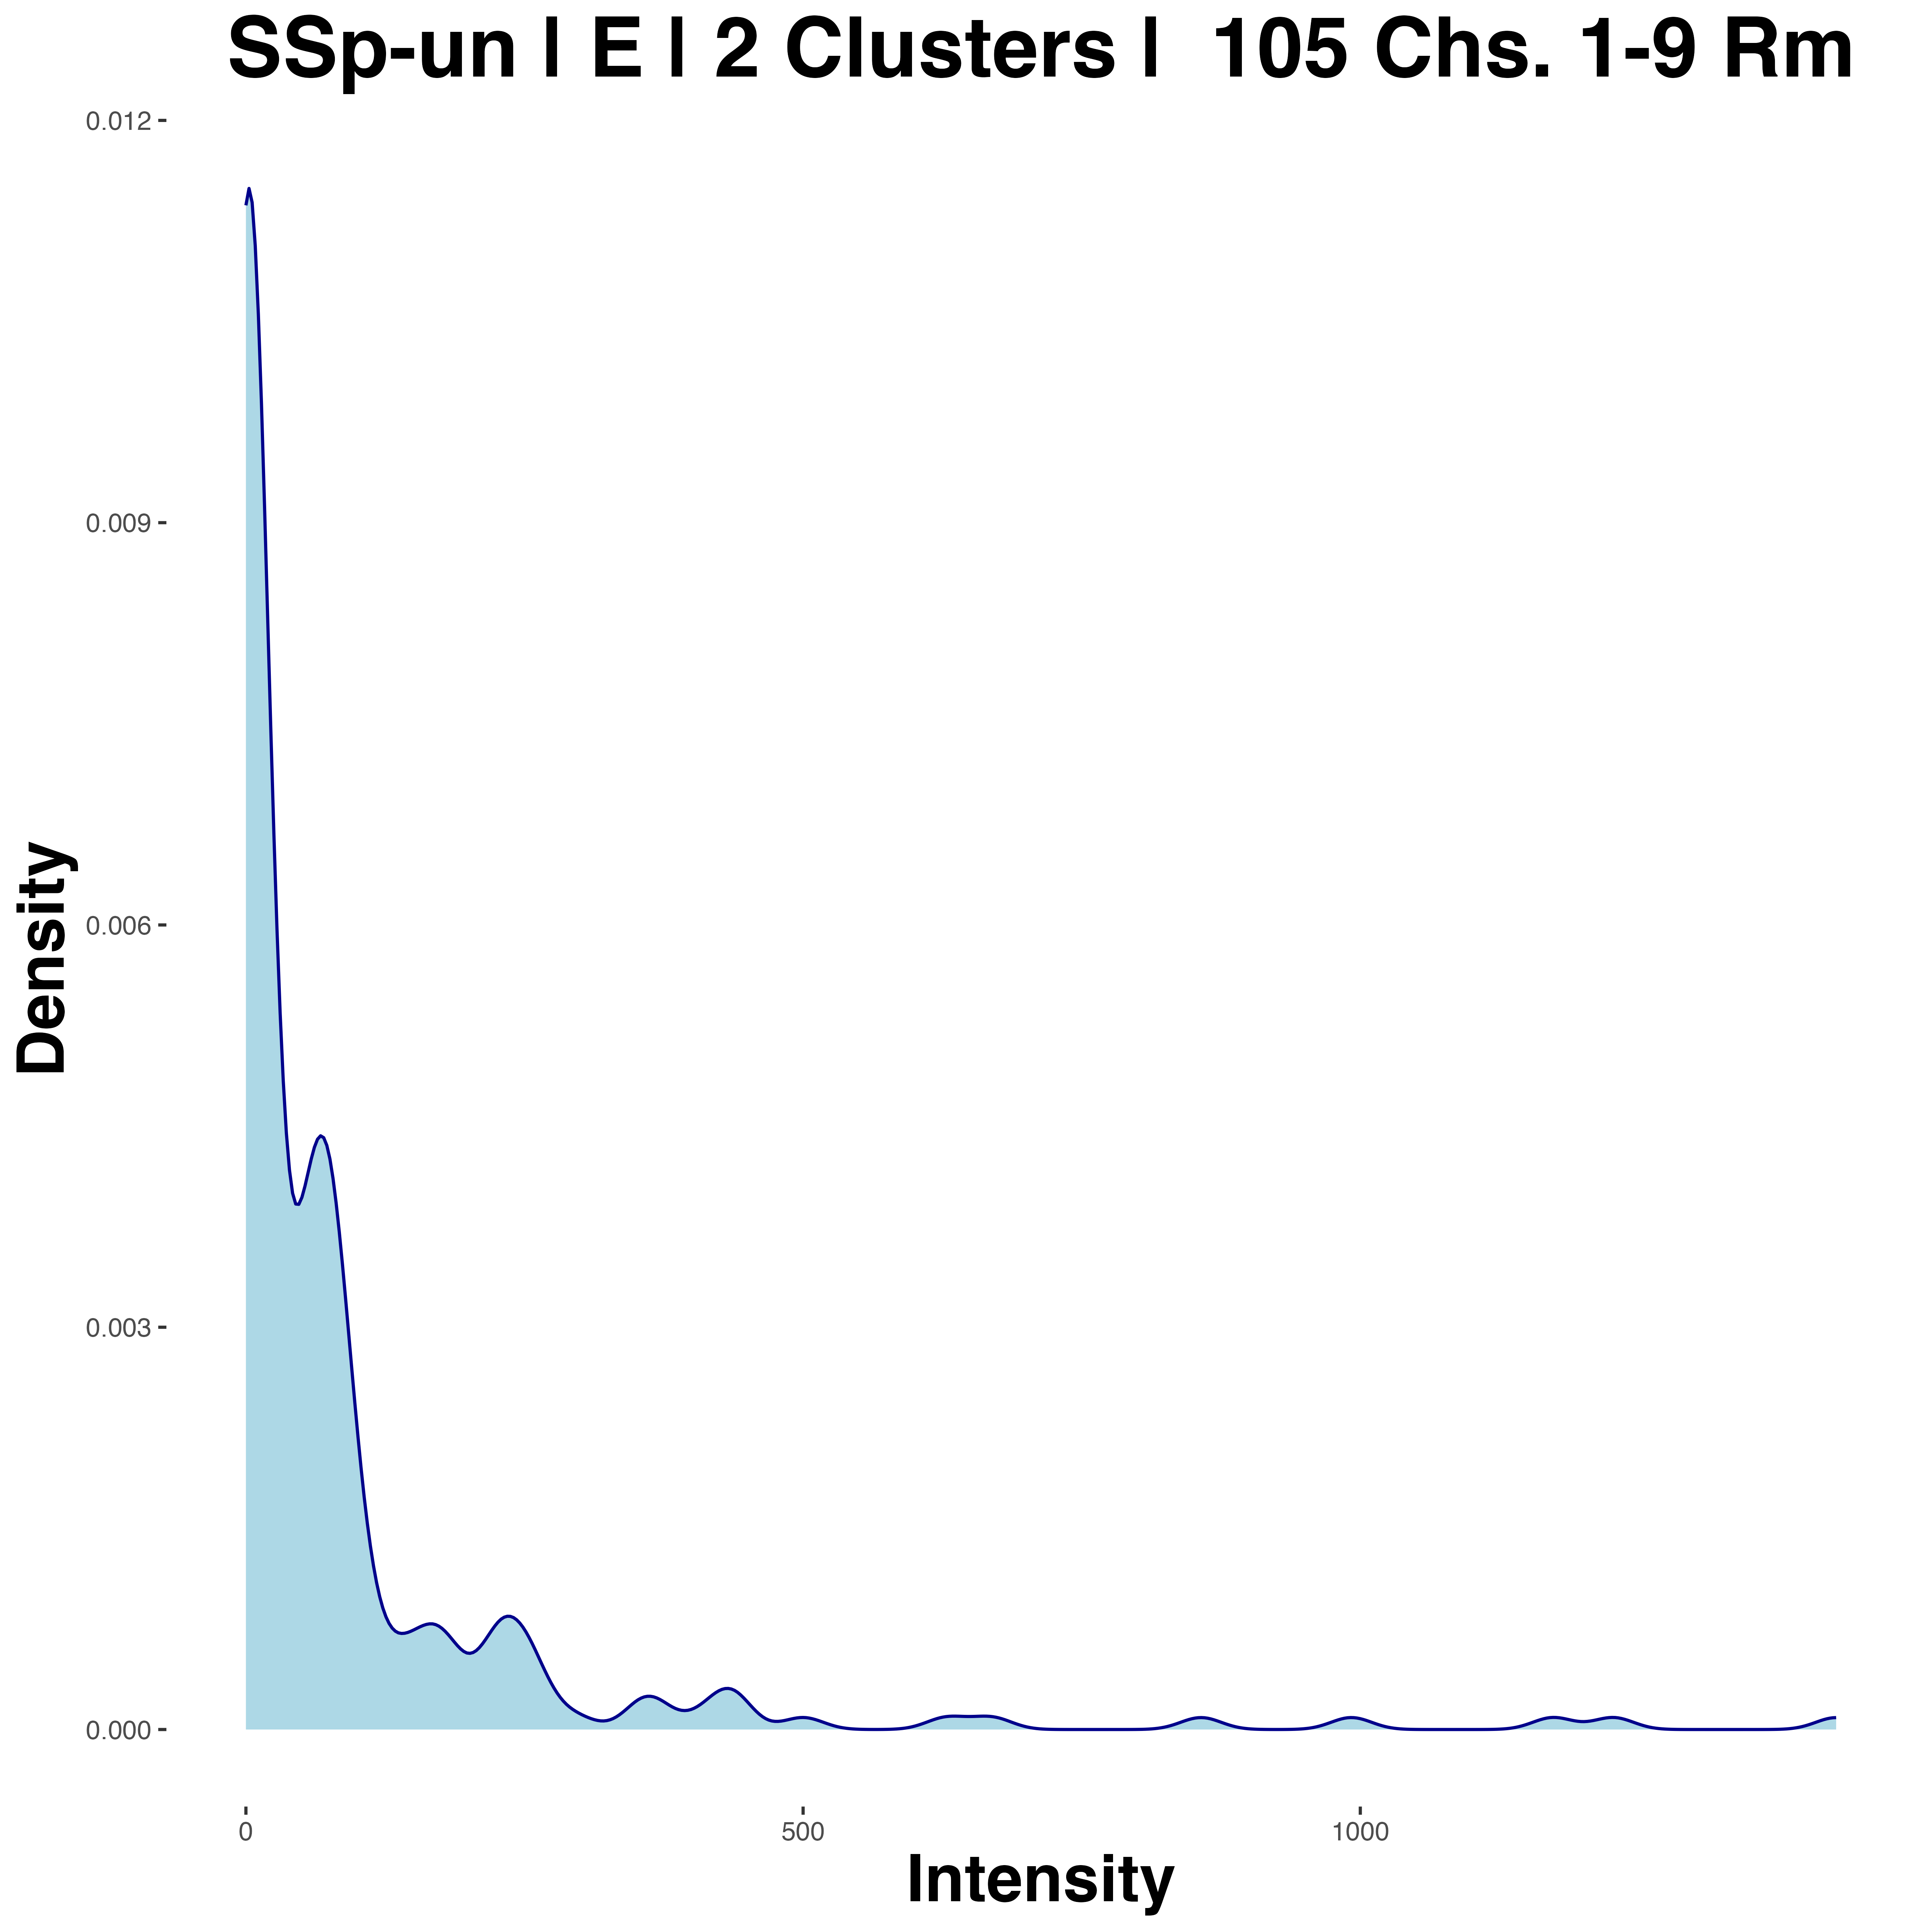 SSp-un | E | 2 Clusters | 105 Chs. 1-9 Rm
0.012
0.009
0.006
0.003
0.000
Density
0 500 1000
Intensity